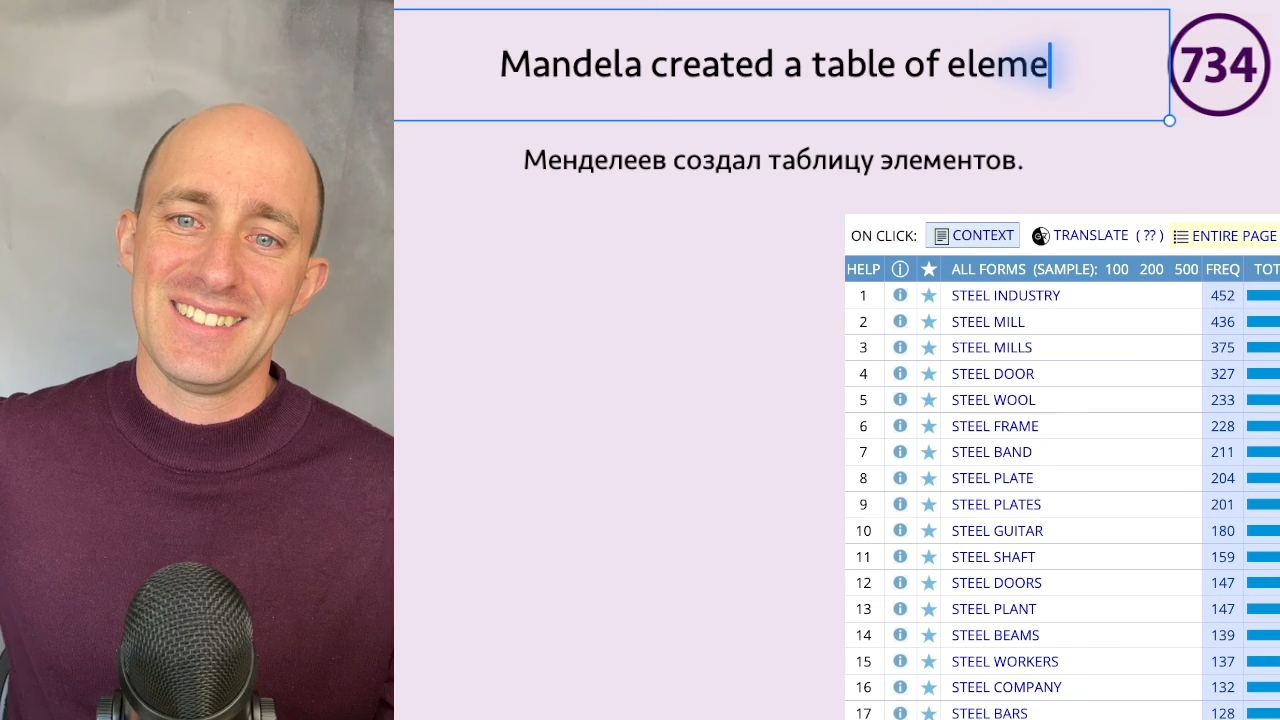 Mandela created a table of eleme
734
Менделеев создал таблицу элементов.
ON CLICK: CONTEXT TRANSLATE ( ?? ) ENTIRE PAGE
HELP ALL FORMS (SAMPLE): 100 200 500 FREQ TOT
1 STEEL INDUSTRY 452
2 STEEL MILL 436
3 STEEL MILLS 375
4 STEEL DOOR 327
5 STEEL WOOL 233
6 STEEL FRAME 228
7 STEEL BAND 211
8 STEEL PLATE 204
9 STEEL PLATES 201
10 STEEL GUITAR 180
11 STEEL SHAFT 159
12 STEEL DOORS 147
13 STEEL PLANT 147
14 STEEL BEAMS 139
15 STEEL WORKERS 137
16 STEEL COMPANY 132
17 STEEL BARS 128